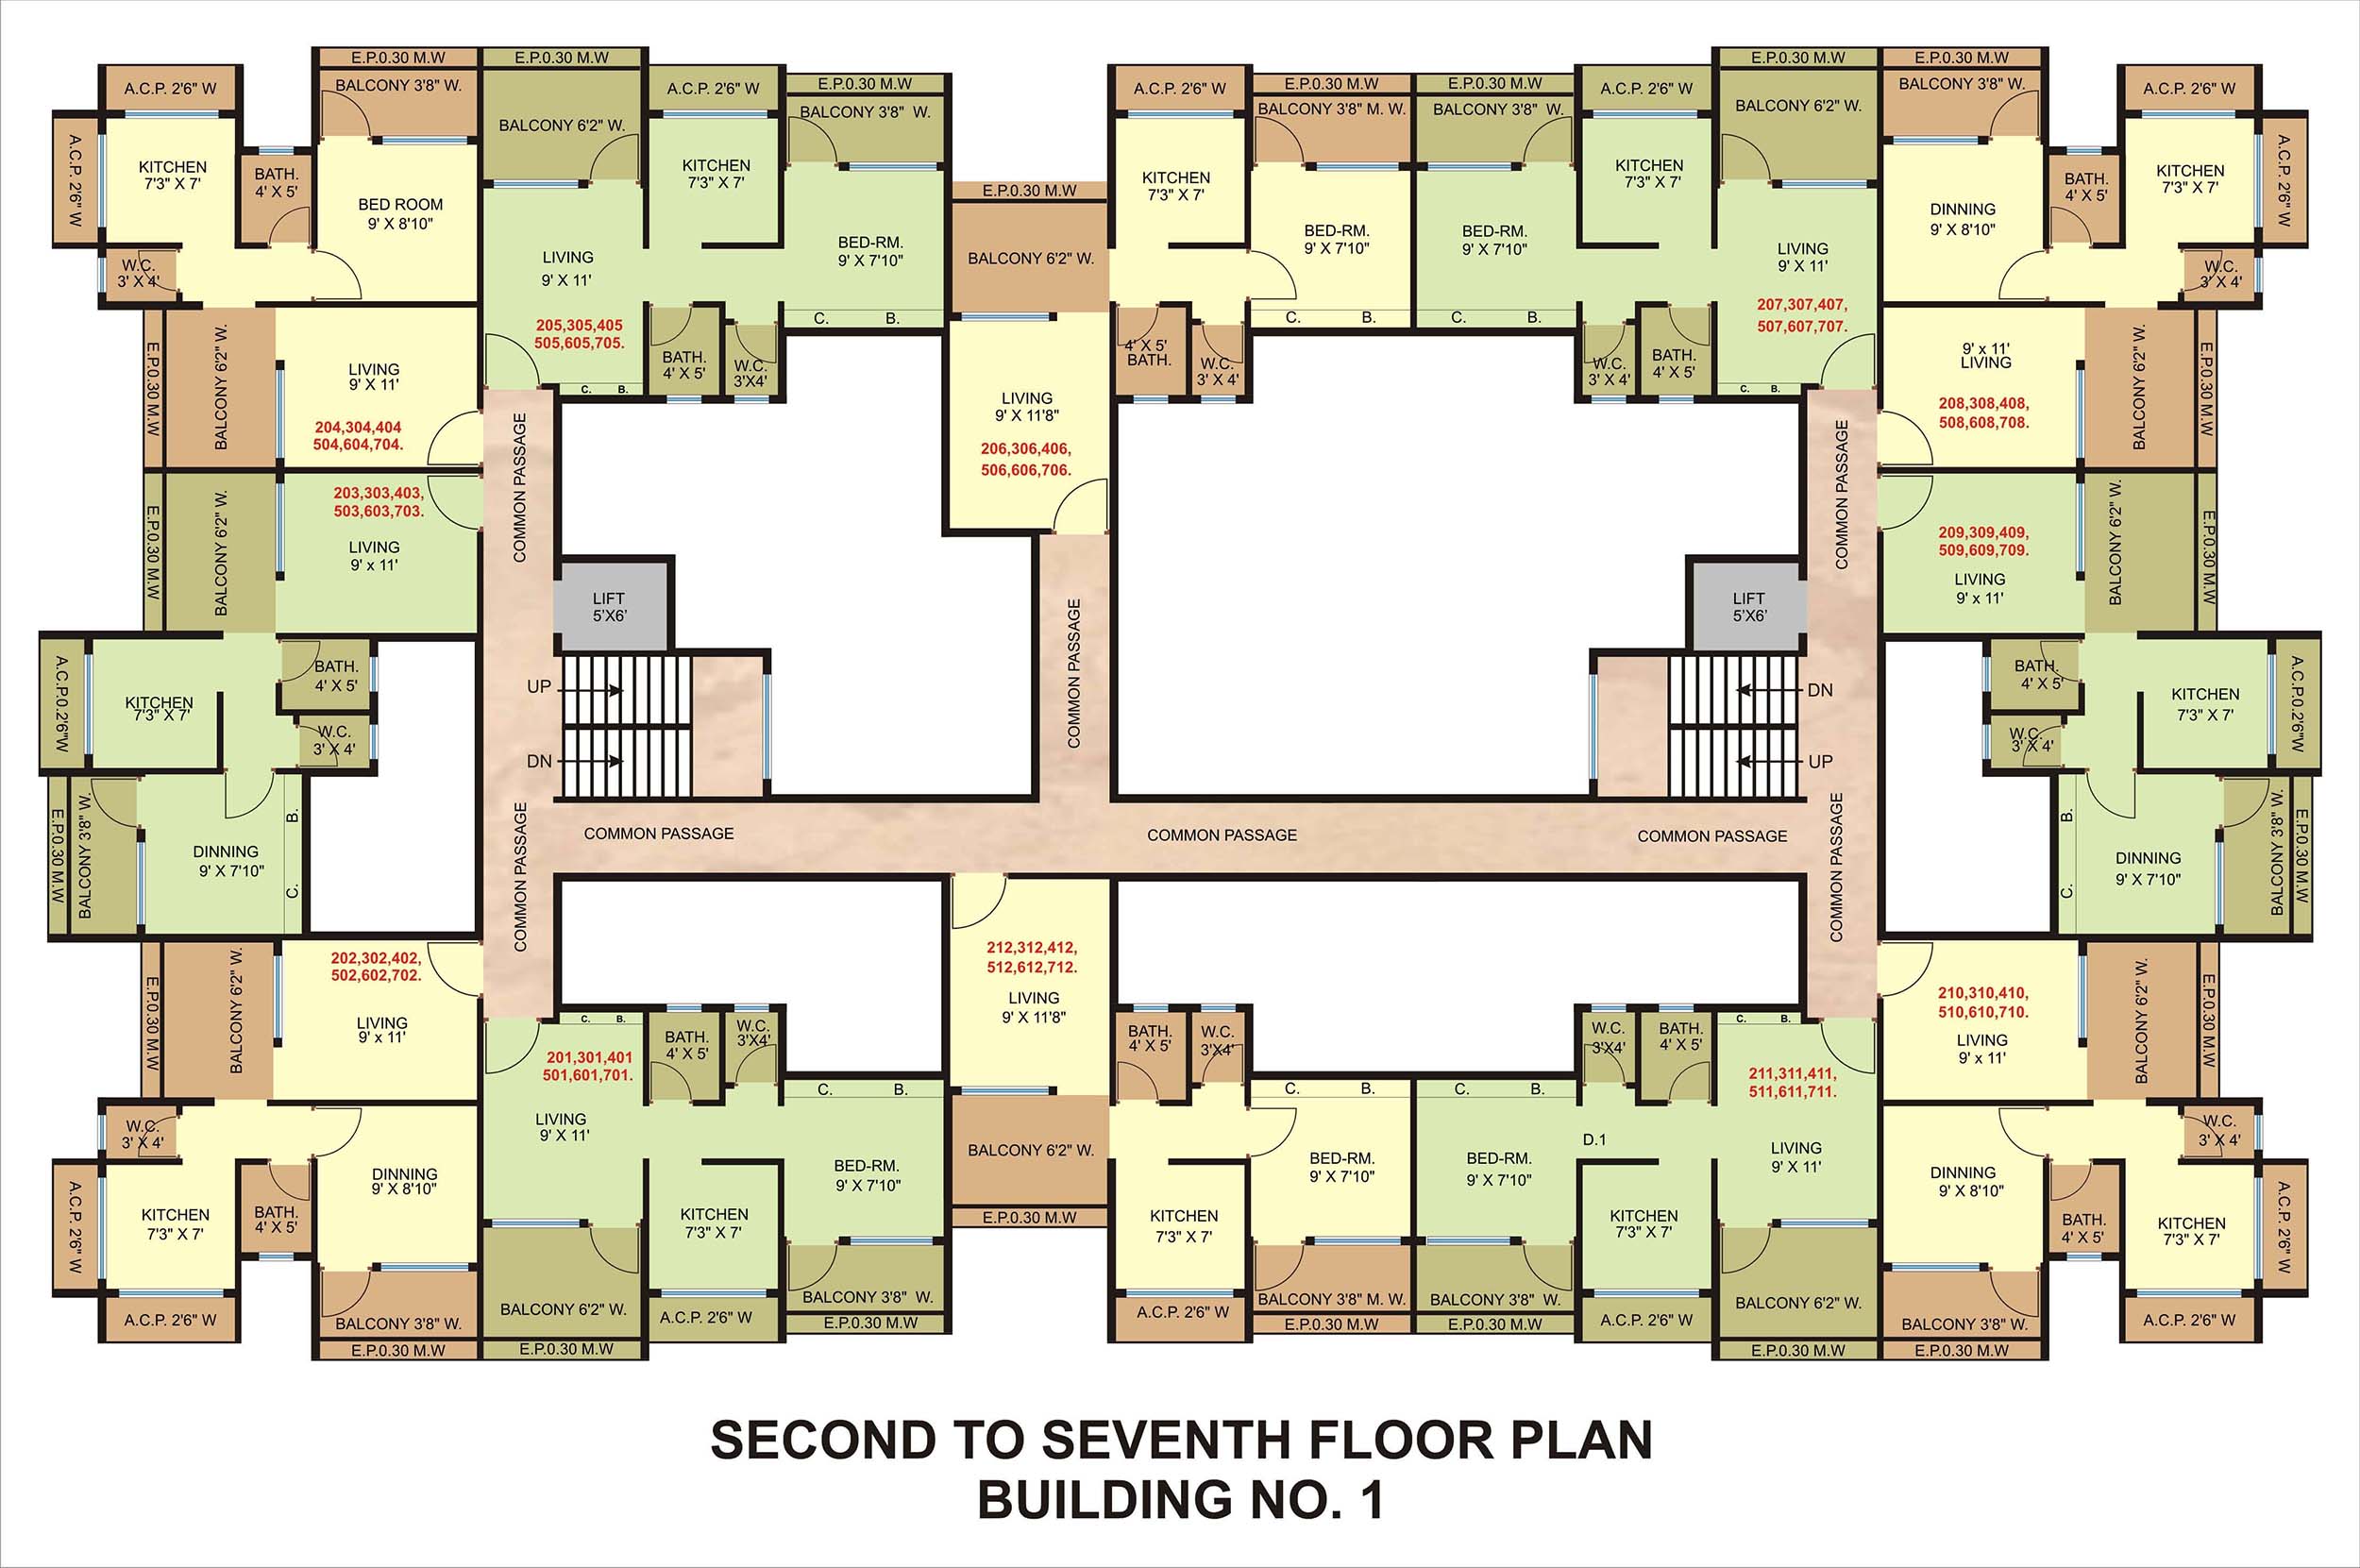 E.P.0.30 M.W
E.P.0.30 M.W
A.C.P. 2'6" W
BALCONY 3'8" W.
BALCONY 6'2" W.
A.C.P. 2'6" W
E.P.0.30 M.W
BALCONY 3'8" W.
A.C.P. 2'6" W
KITCHEN
7'3" X 7'
BATH.
4' X 5'
BED ROOM
9' X 8'10"
W.C.
3' X 4'
KITCHEN
7'3" X 7'
LIVING
9' X 11'
205,305,405
505,605,705.
BED-RM.
9' X 7'10"
C. B.
BATH.
4' X 5'
W.C.
3'X4'
C. B.
E.P.0.30 M.W
BALCONY 6'2" W.
LIVING
9' X 11'8"
206,306,406,
506,606,706.
A.C.P. 2'6" W
E.P.0.30 M.W
BALCONY 3'8" M. W.
KITCHEN
7'3" X 7'
BED-RM.
9' X 7'10"
C. B.
4' X 5'
BATH.
W.C.
3' X 4'
E.P.0.30 M.W
BALCONY 3'8" W.
A.C.P. 2'6" W
E.P.0.30 M.W
BALCONY 6'2" W.
BED-RM.
9' X 7'10"
C. B.
KITCHEN
7'3" X 7'
W.C.
3' X 4'
BATH.
4' X 5'
LIVING
9' X 11'
207,307,407,
507,607,707.
C. B.
E.P.0.30 M.W
BALCONY 3'8" W.
A.C.P. 2'6" W
DINNING
9' X 8'10"
BATH.
4' X 5'
KITCHEN
7'3" X 7'
A.C.P. 2'6" W
W.C.
3' X 4'
E.P.0.30 M.W
BALCONY 6'2" W.
LIVING
9' X 11'
204,304,404
504,604,704.
COMMON PASSAGE
COMMON PASSAGE
9' x 11'
LIVING
208,308,408,
508,608,708.
BALCONY 6'2" W.
E.P.0.30 M.W
E.P.0.30 M.W
BALCONY 6'2" W.
203,303,403,
503,603,703.
LIVING
9' x 11'
LIFT
5'X6'
COMMON PASSAGE
LIFT
5'X6'
209,309,409,
509,609,709.
LIVING
9' x 11'
BALCONY 6'2" W.
E.P.0.30 M.W
A.C.P.0.2'6"W
KITCHEN
7'3" X 7'
BATH.
4' X 5'
W.C.
3' X 4'
UP
DN
DN
UP
BATH.
4' X 5'
W.C.
3' X 4'
KITCHEN
7'3" X 7'
A.C.P.0.2'6"W
E.P.0.30 M.W
BALCONY 3'8" W.
DINNING
9' X 7'10"
B.
C.
COMMON PASSAGE
COMMON PASSAGE
COMMON PASSAGE
COMMON PASSAGE
COMMON PASSAGE
B.
C.
DINNING
9' X 7'10"
BALCONY 3'8" W.
E.P.0.30 M.W
E.P.0.30 M.W
BALCONY 6'2" W.
202,302,402,
502,602,702.
LIVING
9' x 11'
212,312,412,
512,612,712.
LIVING
9' X 11'8"
210,310,410,
510,610,710.
LIVING
9' x 11'
BALCONY 6'2" W.
E.P.0.30 M.W
C. B.
201,301,401
501,601,701.
LIVING
9' X 11'
BATH.
4' X 5'
W.C.
3'X4'
C. B.
BED-RM.
9' X 7'10"
BATH.
4' X 5'
W.C.
3'X4'
C. B.
BED-RM.
9' X 7'10"
C. B.
BED-RM.
9' X 7'10"
W.C.
3'X4'
BATH.
4' X 5'
D.1
C. B.
211,311,411,
511,611,711.
LIVING
9' X 11'
W.C.
3' X 4'
DINNING
9' X 8'10"
KITCHEN
7'3" X 7'
BATH.
4' X 5'
A.C.P. 2'6" W
A.C.P. 2'6" W
BALCONY 3'8" W.
E.P.0.30 M.W
BALCONY 6'2" W.
E.P.0.30 M.W
KITCHEN
7'3" X 7'
A.C.P. 2'6" W
BALCONY 3'8" W.
E.P.0.30 M.W
BALCONY 6'2" W.
E.P.0.30 M.W
KITCHEN
7'3" X 7'
A.C.P. 2'6" W
BALCONY 3'8" M. W.
E.P.0.30 M.W
BALCONY 3'8" W.
E.P.0.30 M.W
KITCHEN
7'3" X 7'
A.C.P. 2'6" W
BALCONY 6'2" W.
E.P.0.30 M.W
DINNING
9' X 8'10"
BALCONY 3'8" W.
E.P.0.30 M.W
W.C.
3' X 4'
BATH.
4' X 5'
KITCHEN
7'3" X 7'
A.C.P. 2'6" W
A.C.P. 2'6" W
SECOND TO SEVENTH FLOOR PLAN
BUILDING NO. 1